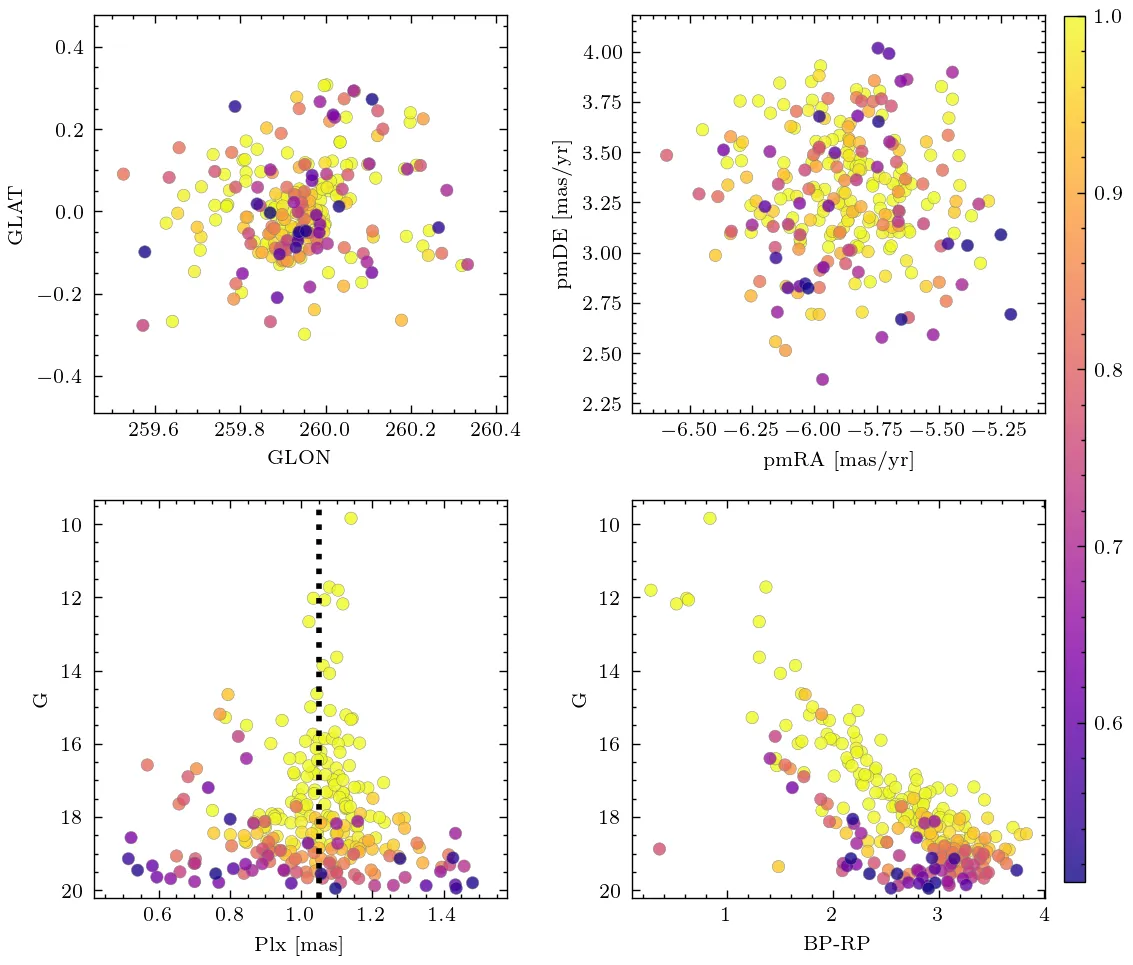 0.4
0.2
0.0
−0.2
−0.4
GLAT
259.6 259.8 260.0 260.2 260.4
GLON
4.00
3.75
3.50
3.25
3.00
2.75
2.50
2.25
pmDE [mas/yr]
−6.50 −6.25 −6.00 −5.75 −5.50 −5.25
pmRA [mas/yr]
1.0
0.9
0.8
0.7
0.6
10
12
14
16
18
20
G
0.6 0.8 1.0 1.2 1.4
Plx [mas]
10
12
14
16
18
20
G
1 2 3 4
BP-RP